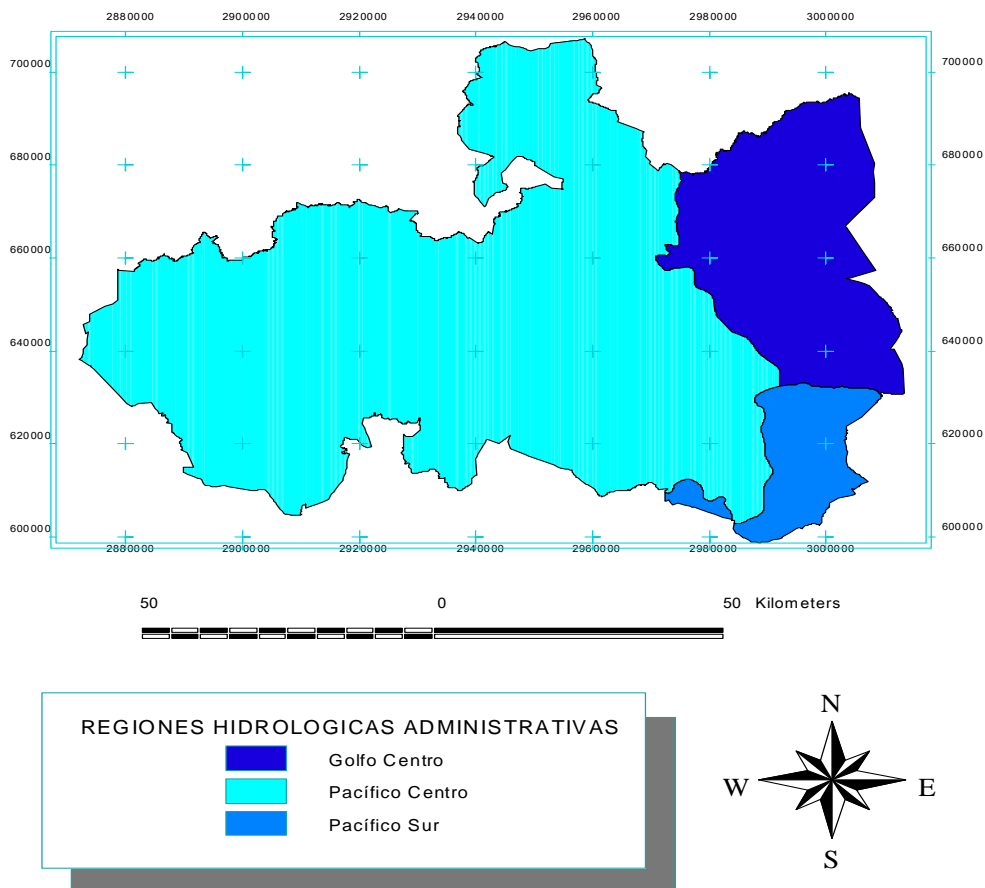 2880000 2900000 2920000 2940000 2960000 2980000 3000000
700000 700000
680000 680000
660000 660000
640000 640000
620000 620000
600000 600000
2880000 2900000 2920000 2940000 2960000 2980000 3000000
50 0 50 Kilometers
REGIONES HIDROLOGICAS ADMINISTRATIVAS
Golfo Centro
Pacífico Centro
Pacífico Sur
N
W E
S